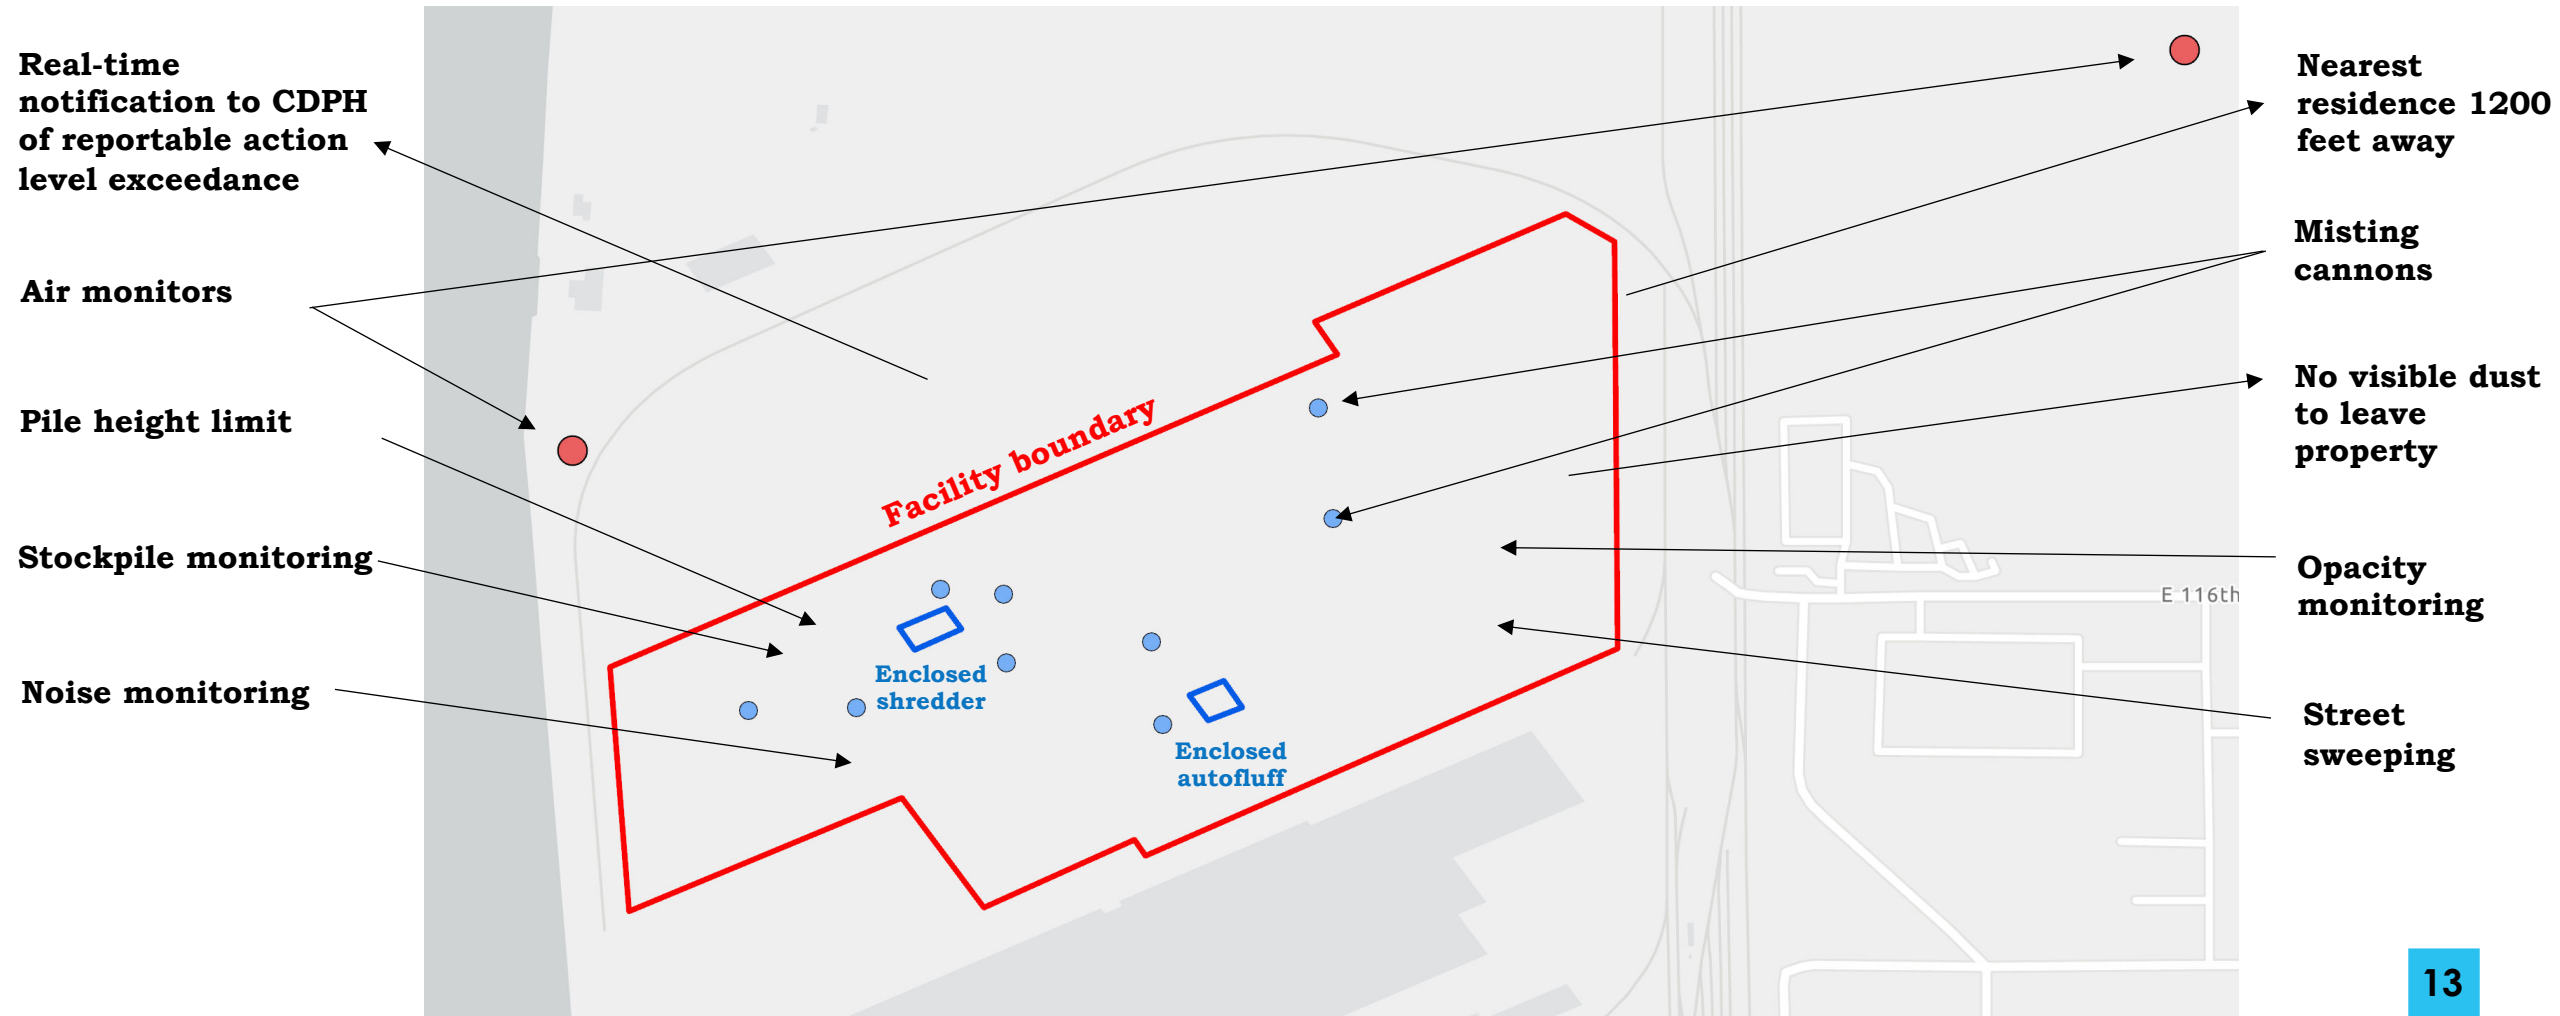 Real-time
notification to CDPH
of reportable action
level exceedance
Air monitors
Pile height limit
Stockpile monitoring
Noise monitoring
Facility boundary
Enclosed
shredder
Enclosed
autofluff
E 116th
Nearest
residence 1200
feet away
Misting
cannons
No visible dust
to leave
property
Opacity
monitoring
Street
sweeping
13